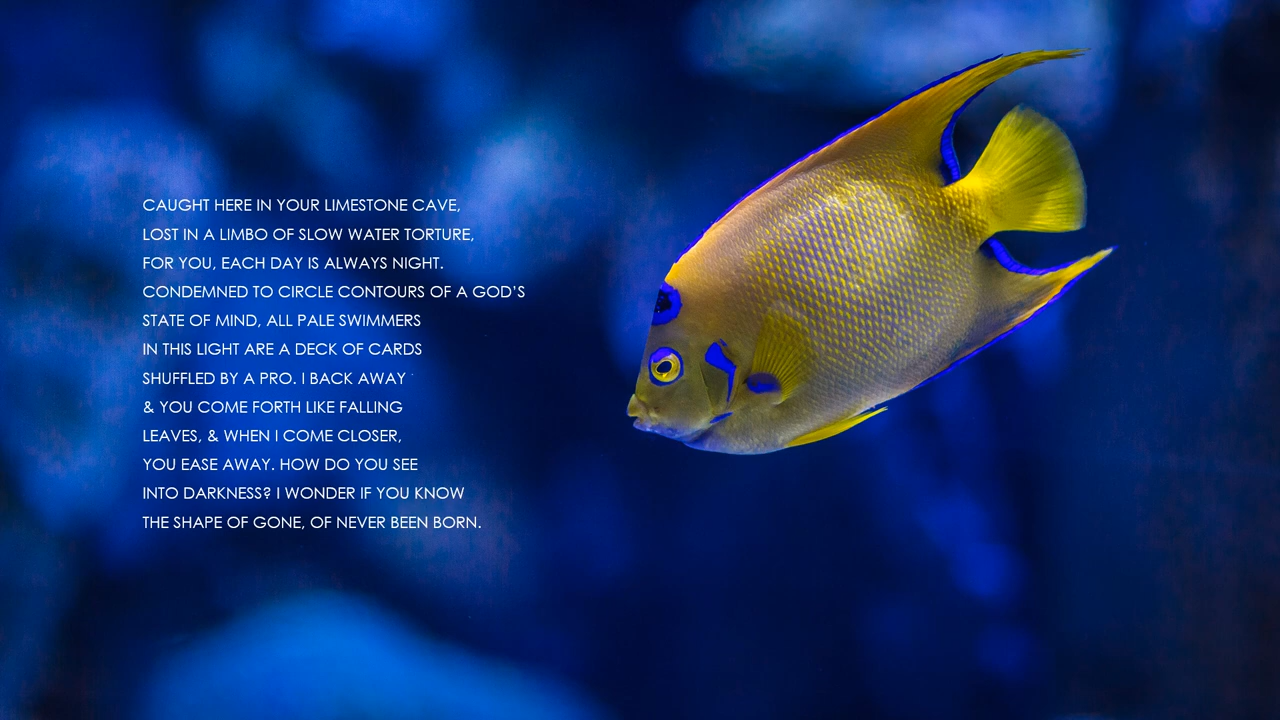 CAUGHT HERE IN YOUR LIMESTONE CAVE,
LOST IN A LIMBO OF SLOW WATER TORTURE,
FOR YOU, EACH DAY IS ALWAYS NIGHT.
CONDEMNED TO CIRCLE CONTOURS OF A GOD'S
STATE OF MIND, ALL PALE SWIMMERS
IN THIS LIGHT ARE A DECK OF CARDS
SHUFFLED BY A PRO. I BACK AWAY
& YOU COME FORTH LIKE FALLING
LEAVES, & WHEN I COME CLOSER,
YOU EASE AWAY. HOW DO YOU SEE
INTO DARKNESS? I WONDER IF YOU KNOW
THE SHAPE OF GONE, OF NEVER BEEN BORN.